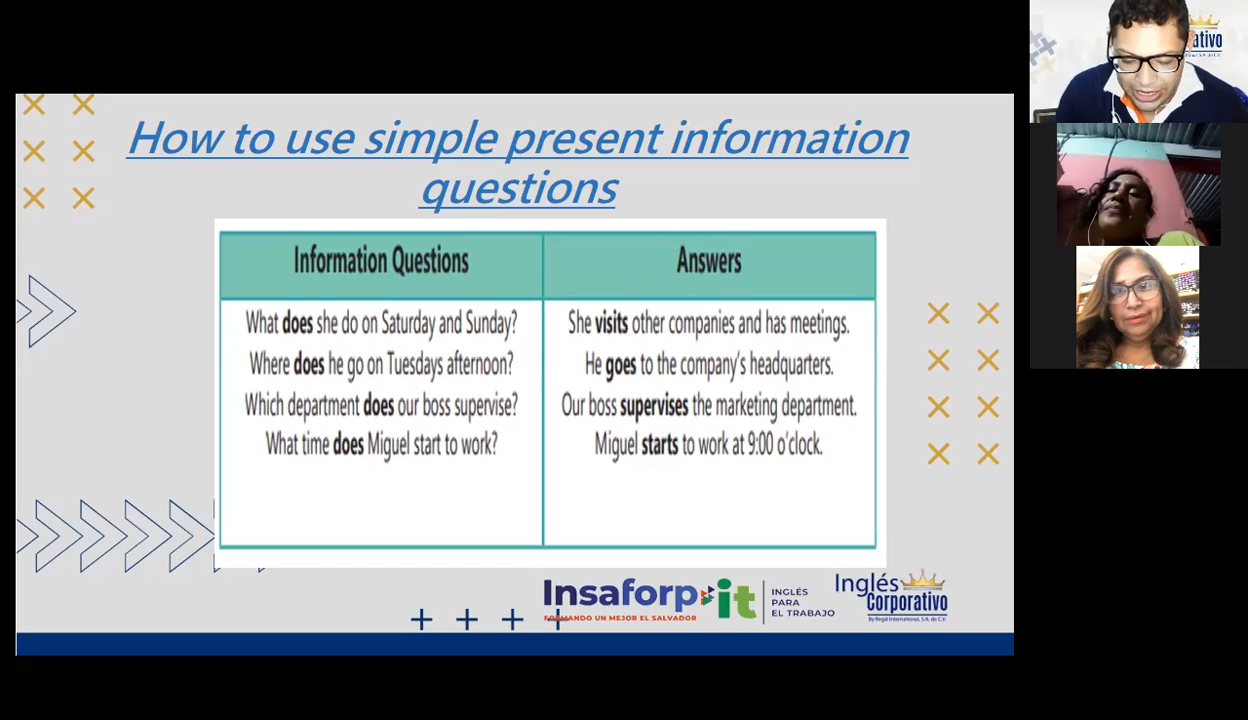 How to use simple present information
questions
Information Questions
Answers
What does she do on Saturday and Sunday?
She visits other companies and has meetings.
Where does he go on Tuesdays afternoon?
He goes to the company's headquarters.
Which department does our boss supervise?
Our boss supervises the marketing department.
What time does Miguel start to work?
Miguel starts to work at 9:00 o'clock.
Insaforp
FORMANDO UN MEJOR EL SALVADOR
it
INGLÉS
PARA
EL TRABAJO
Inglés
Corporativo
By Regal International, S.A. de C.V.